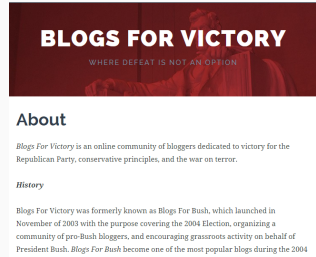 BLOGS FOR VICTORY
WHERE DEFEAT IS NOT AN OPTION
About
Blogs For Victory is an online community of bloggers dedicated to victory for the
Republican Party, conservative principles, and the war on terror.
History
Blogs For Victory was formerly known as Blogs For Bush, which launched in
November of 2003 with the purpose covering the 2004 Election, organizing a
community of pro-Bush bloggers, and encouraging grassroots activity on behalf of
President Bush. Blogs For Bush become one of the most popular blogs during the 2004